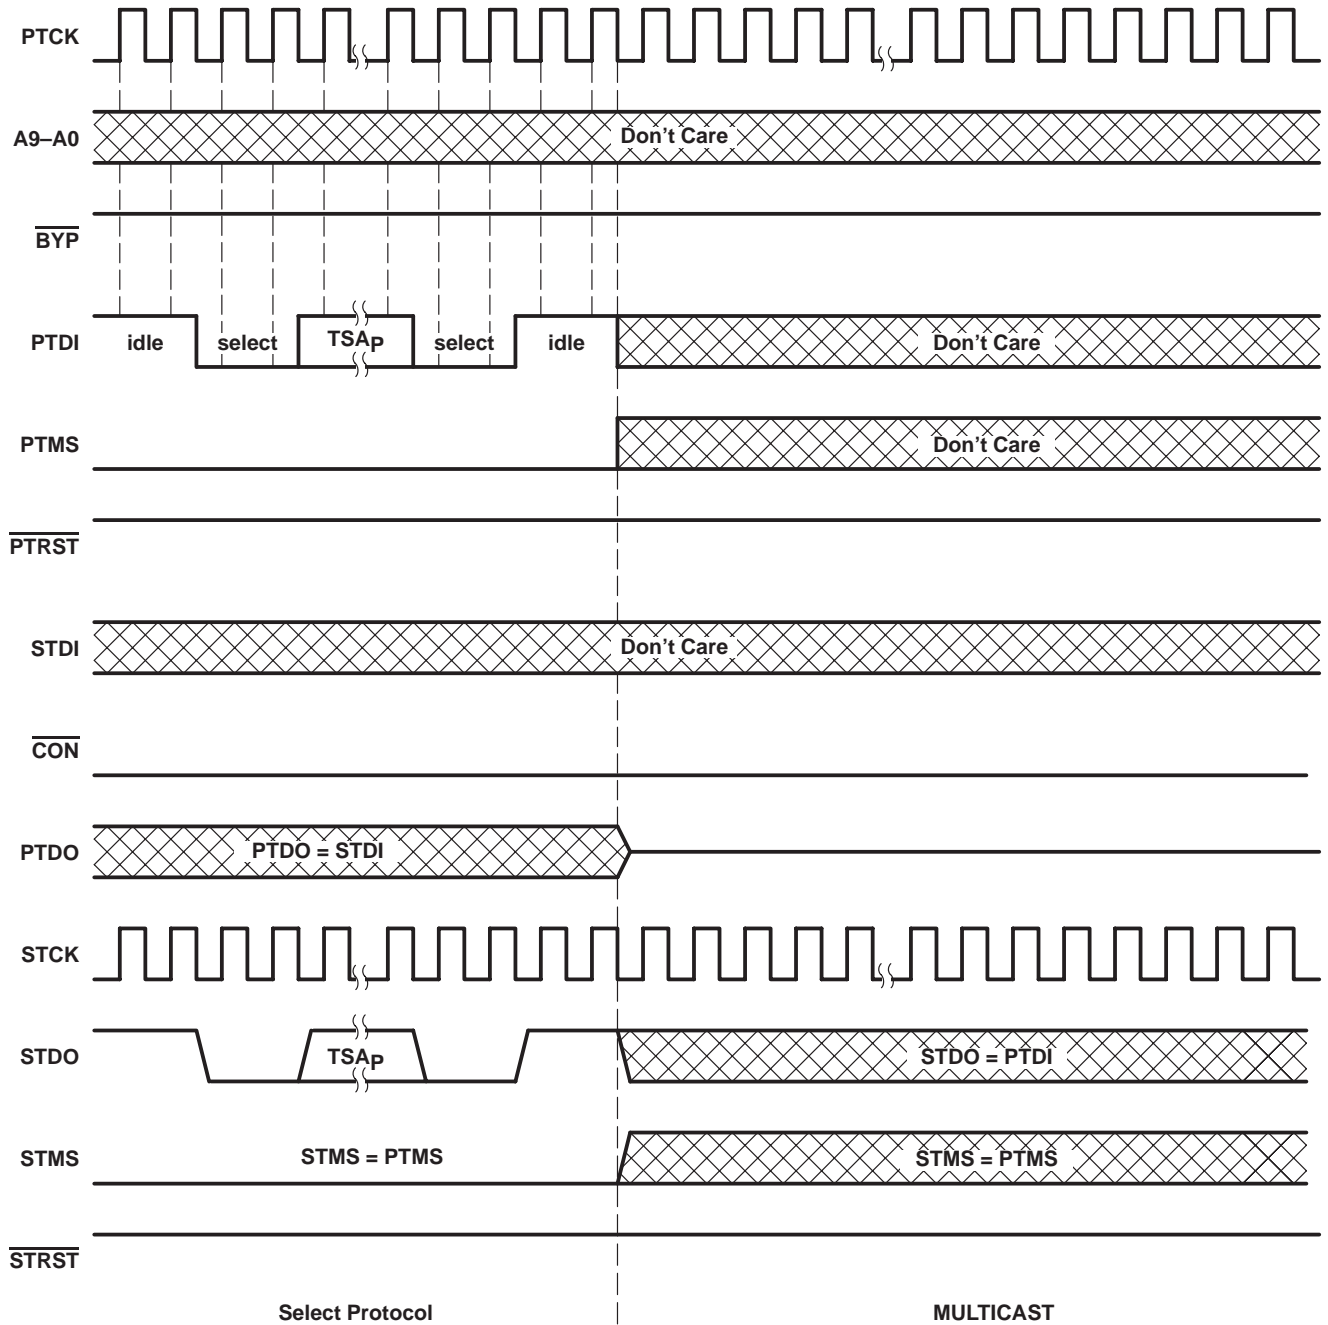 PTCK
A9–A0
Don't Care
BYP
PTDI
idle
select
TSAP
select
idle
Don't Care
PTMS
Don't Care
PTRST
STDI
Don't Care
CON
PTDO
PTDO = STDI
STCK
STDO
TSAP
STDO = PTDI
STMS
STMS = PTMS
STMS = PTMS
STRST
Select Protocol
MULTICAST